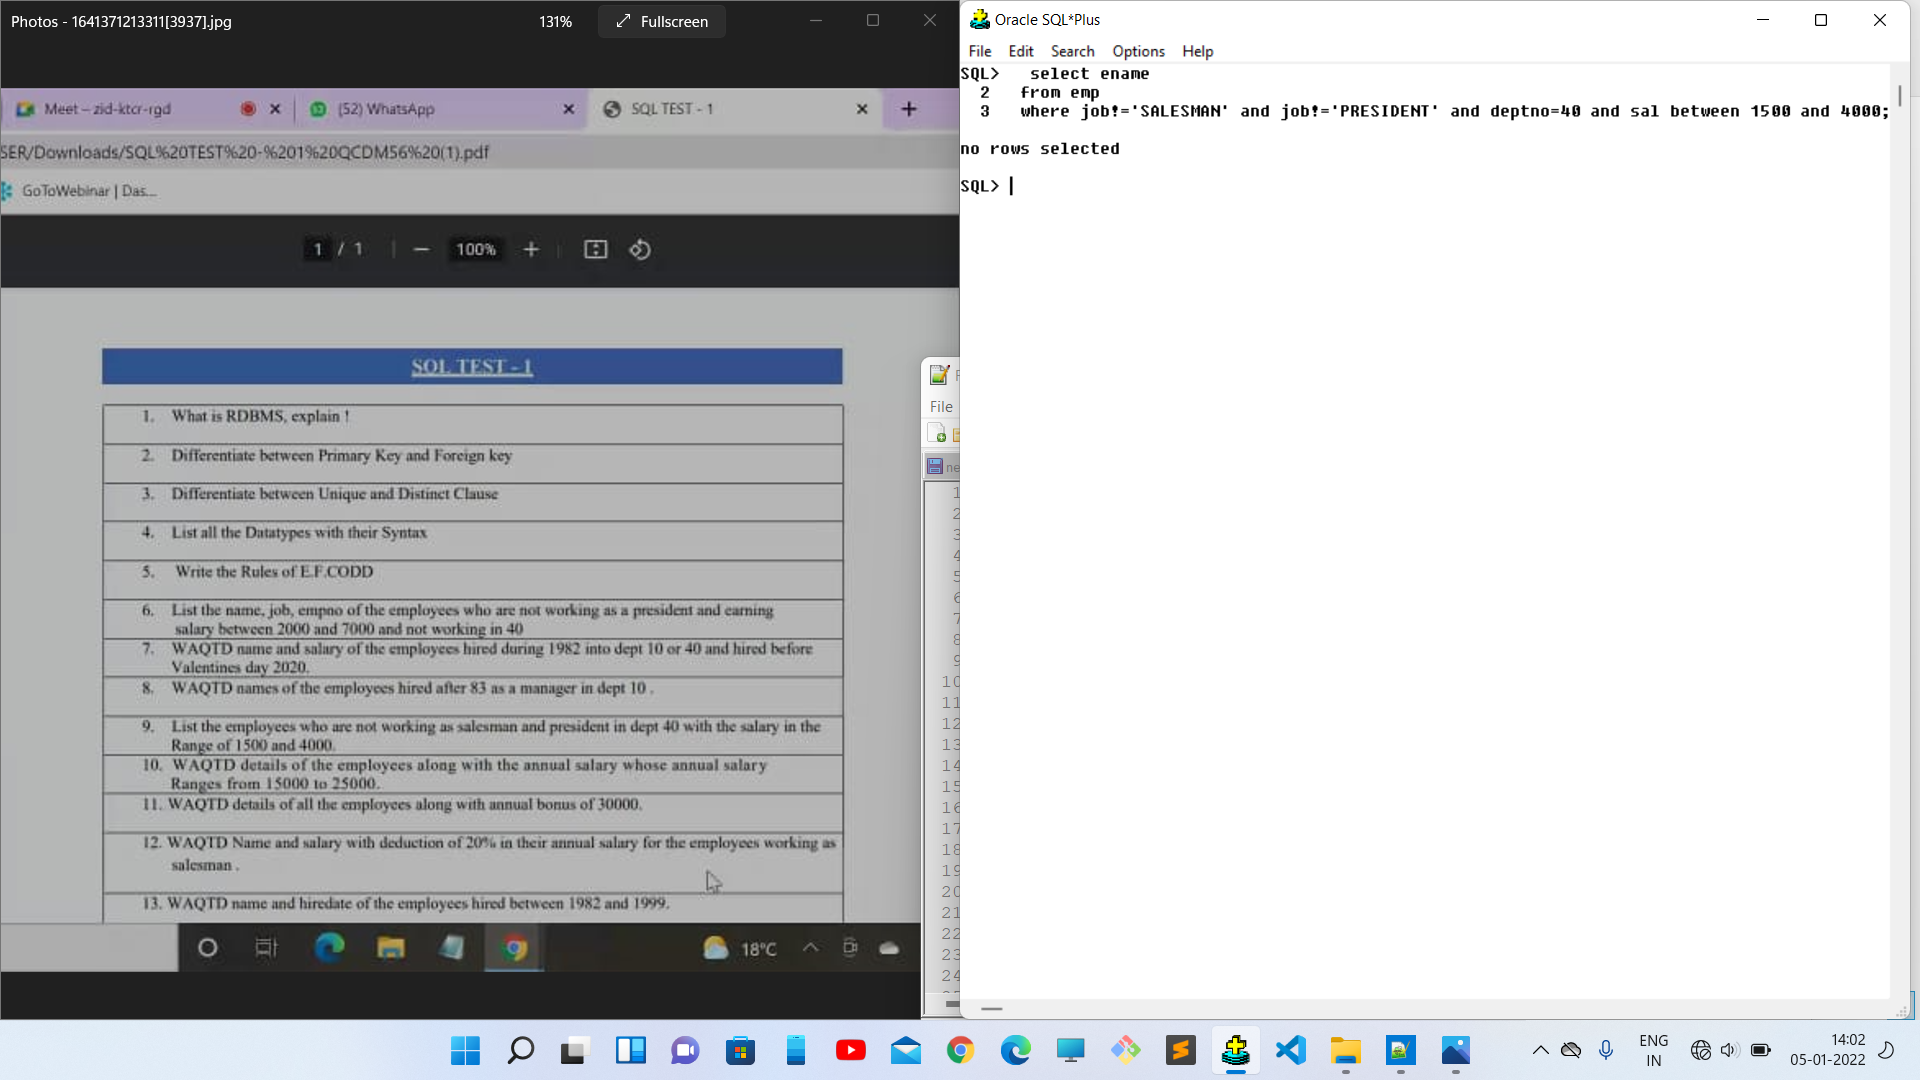 Photos - 1641371213311[3937].jpg
131%
Fullscreen
Meet – zid-ktcr-rgd
(52) WhatsApp
SQL TEST - 1
SER/Downloads/SQL%20TEST%20-%201%20QCDM56%20(1).pdf
GoToWebinar | Das...
1 / 1
100%
SQL TEST - 1
1. What is RDBMS, explain !
2. Differentiate between Primary Key and Foreign key
3. Differentiate between Unique and Distinct Clause
4. List all the Datatypes with their Syntax
5. Write the Rules of E.F.CODD
6. List the name, job, empno of the employees who are not working as a president and earning
salary between 2000 and 7000 and not working in 40
7. WAQTD name and salary of the employees hired during 1982 into dept 10 or 40 and hired before
Valentines day 2020.
8. WAQTD names of the employees hired after 83 as a manager in dept 10 .
9. List the employees who are not working as salesman and president in dept 40 with the salary in the
Range of 1500 and 4000.
10. WAQTD details of the employees along with the annual salary whose annual salary
Ranges from 15000 to 25000.
11. WAQTD details of all the employees along with annual bonus of 30000.
12. WAQTD Name and salary with deduction of 20% in their annual salary for the employees working as
salesman .
13. WAQTD name and hiredate of the employees hired between 1982 and 1999.
18°C
File
ne
1
2
3
4
5
6
7
8
9
10
11
12
13
14
15
16
17
18
19
20
21
22
23
24
Oracle SQL*Plus
File Edit Search Options Help
SQL> select ename
2 from emp
3 where job!='SALESMAN' and job!='PRESIDENT' and deptno=40 and sal between 1500 and 4000;
no rows selected
SQL>
ENG
IN
14:02
05-01-2022